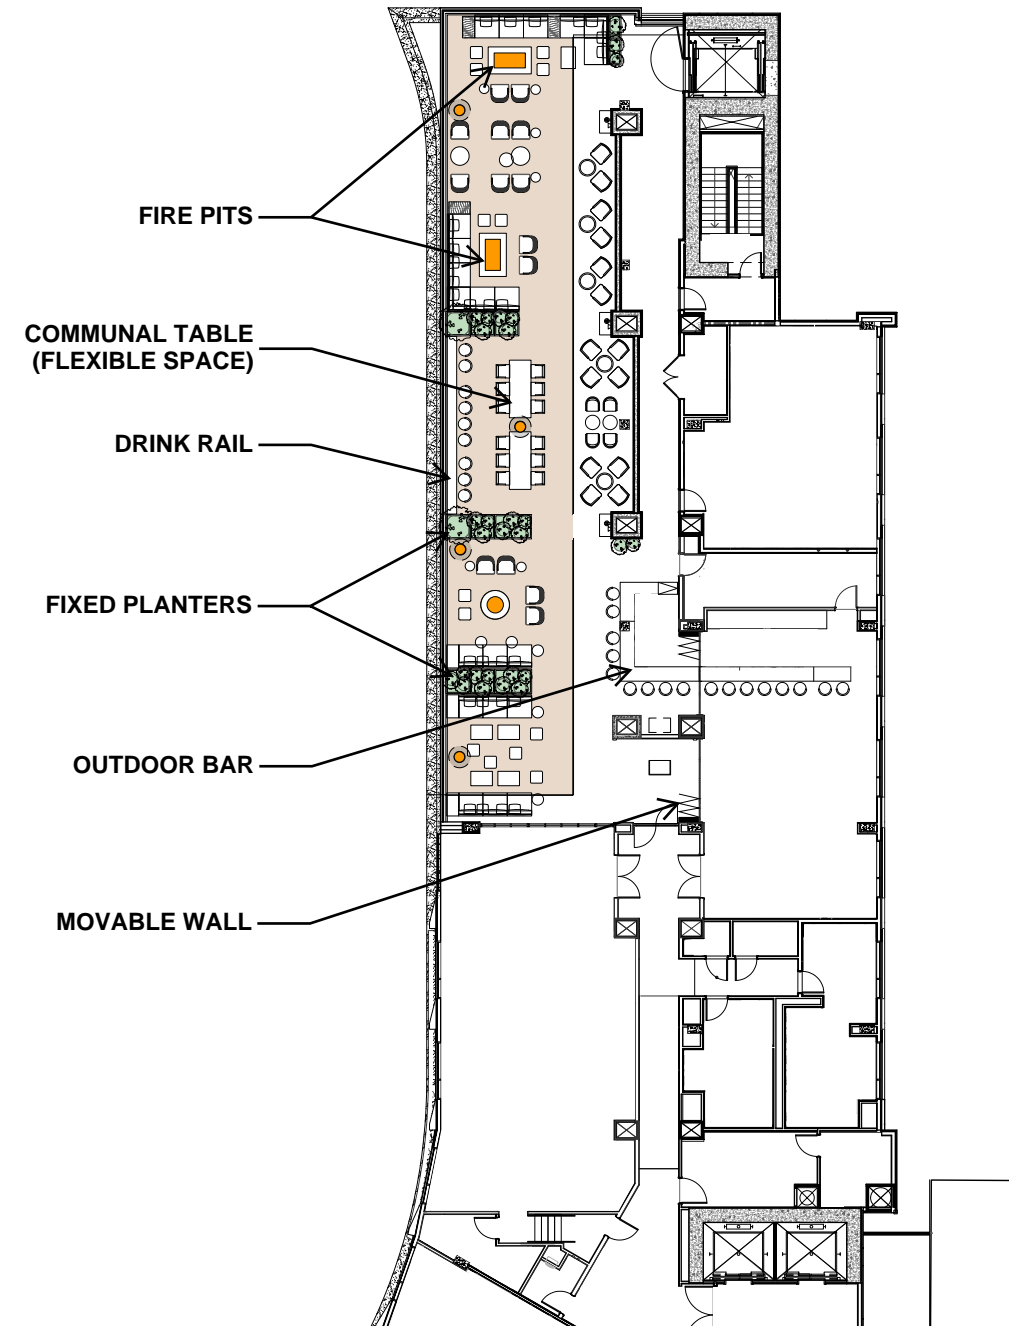 FIRE PITS
COMMUNAL TABLE
(FLEXIBLE SPACE)
DRINK RAIL
FIXED PLANTERS
OUTDOOR BAR
MOVABLE WALL